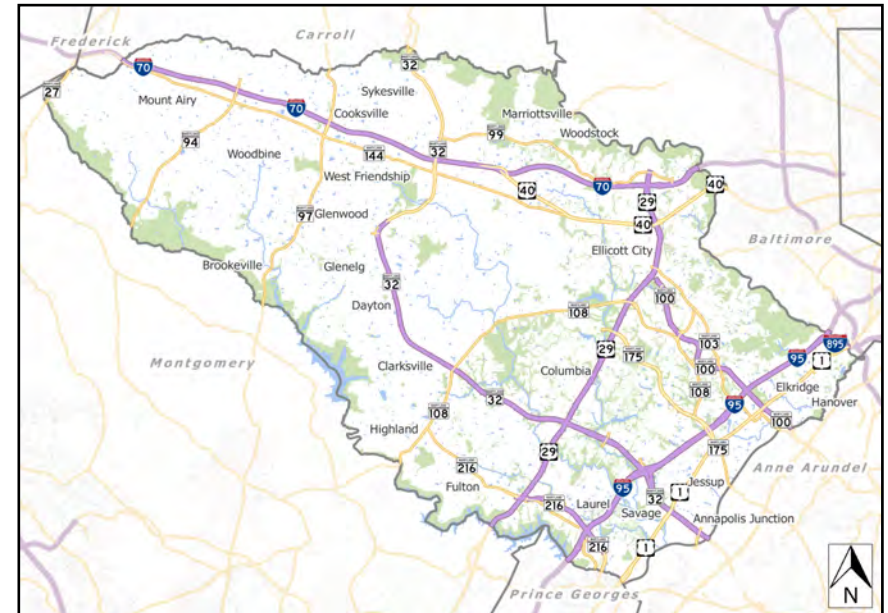 Frederick
Carroll
32
70
27
Sykesville
Mount Airy
70
Cooksville
Marriottsville
99
Woodstock
94
32
Woodbine
144
West Friendship
70
40
40
29
97
Glenwood
40
Ellicott City
Baltimore
Brookeville
Glenelg
32
100
Dayton
108
103
895
29
175
95
1
Montgomery
Clarksville
Columbia
100
Elkridge
32
108
95
Hanover
108
100
Highland
29
175
216
Anne Arundel
Fulton
95
Jessup
1
32
216
Laurel
Savage
Annapolis Junction
216
1
Prince Georges
N